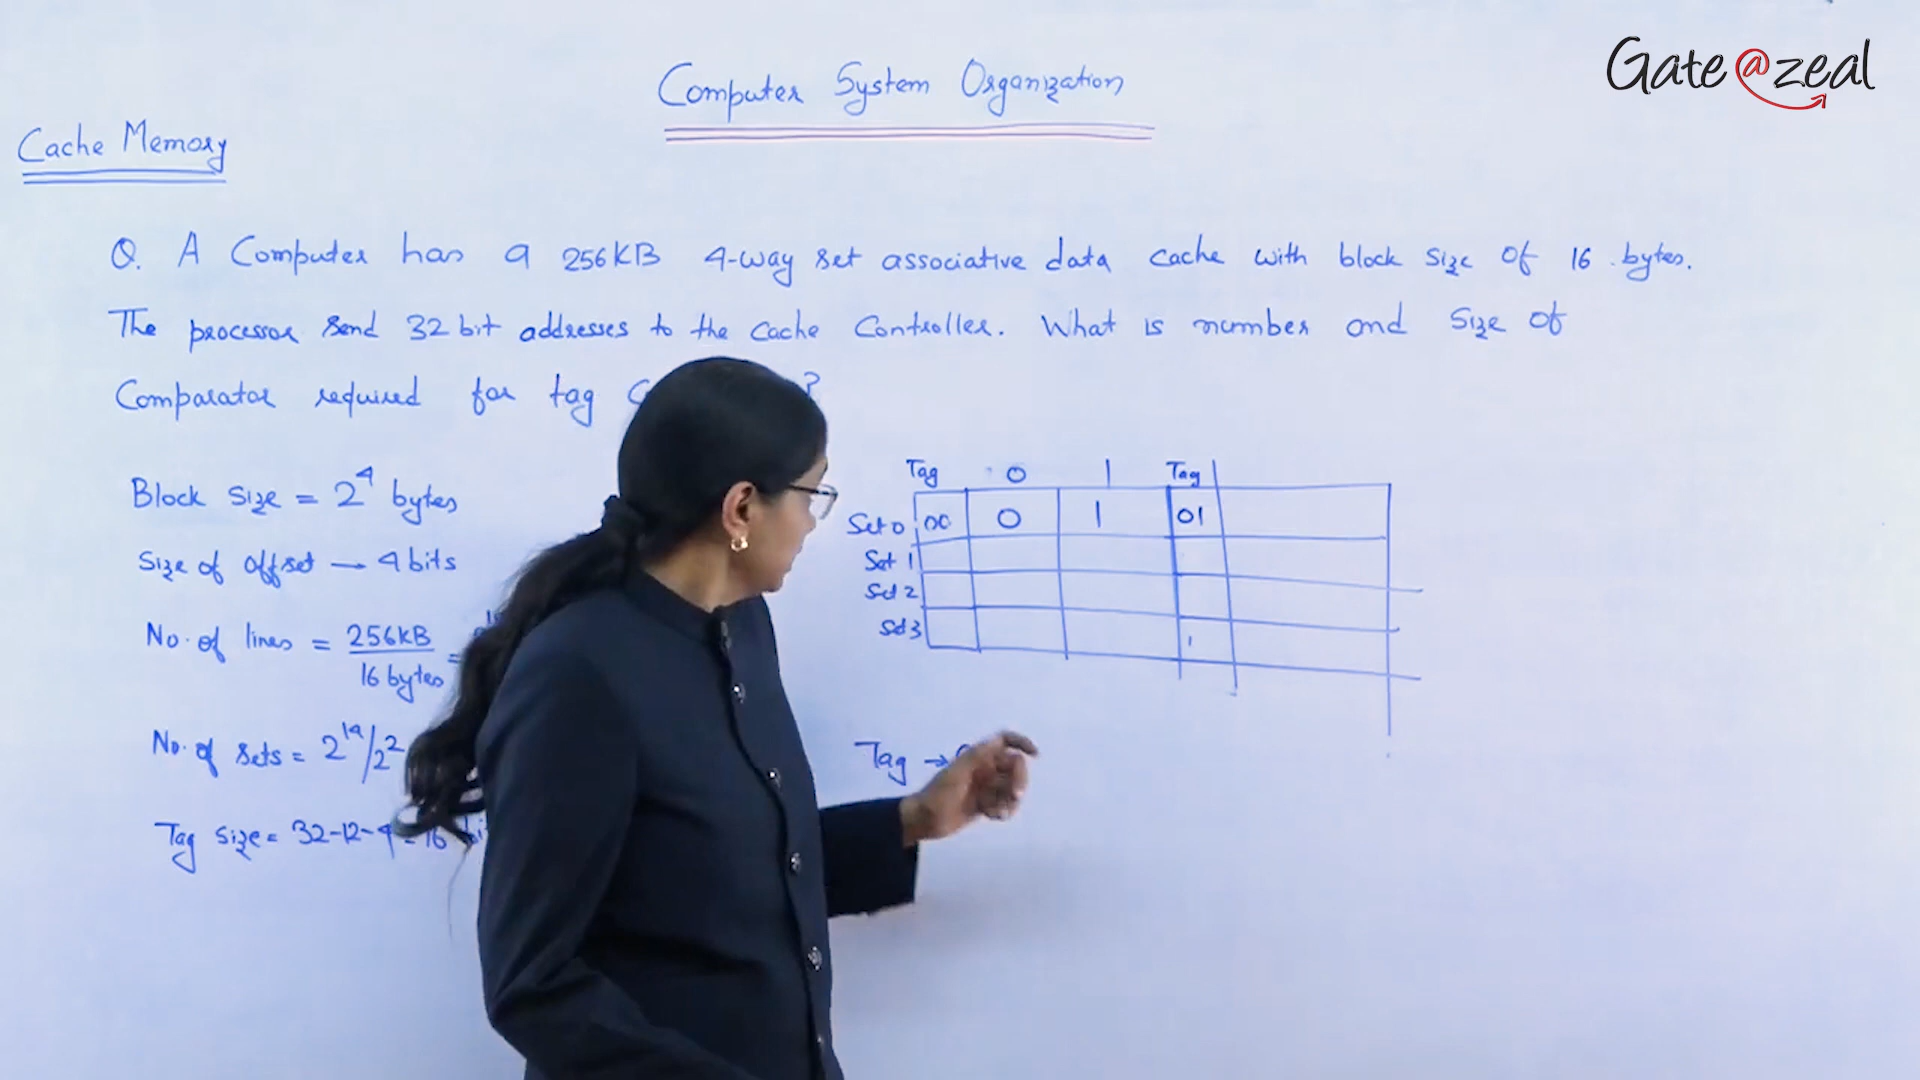 Gate@zeal
Computer System Organization
Cache Memory
Q. A Computer has a 256KB 4-way set associative data cache with block size of 16 bytes.
The processor send 32 bit addresses to the cache Controller. What is number and size of
Comparator required for tag ?
Block size = 2^4 bytes
Size of offset → 4 bits
No. of lines = 256KB / 16 bytes =
No. of sets = 2^14/2^2
Tag size = 32-12-4 = 16
Tag 0 1 Tag
Set 0 00 0 1 01
Set 1
Set 2
Set 3
Tag →